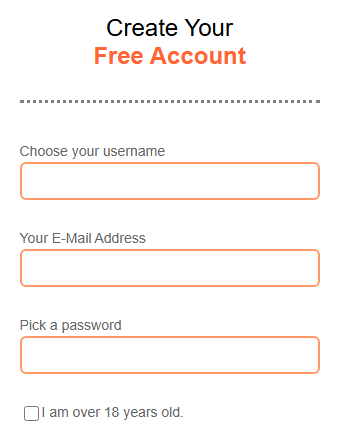 Create Your
Free Account
Choose your username
Your E-Mail Address
Pick a password
I am over 18 years old.